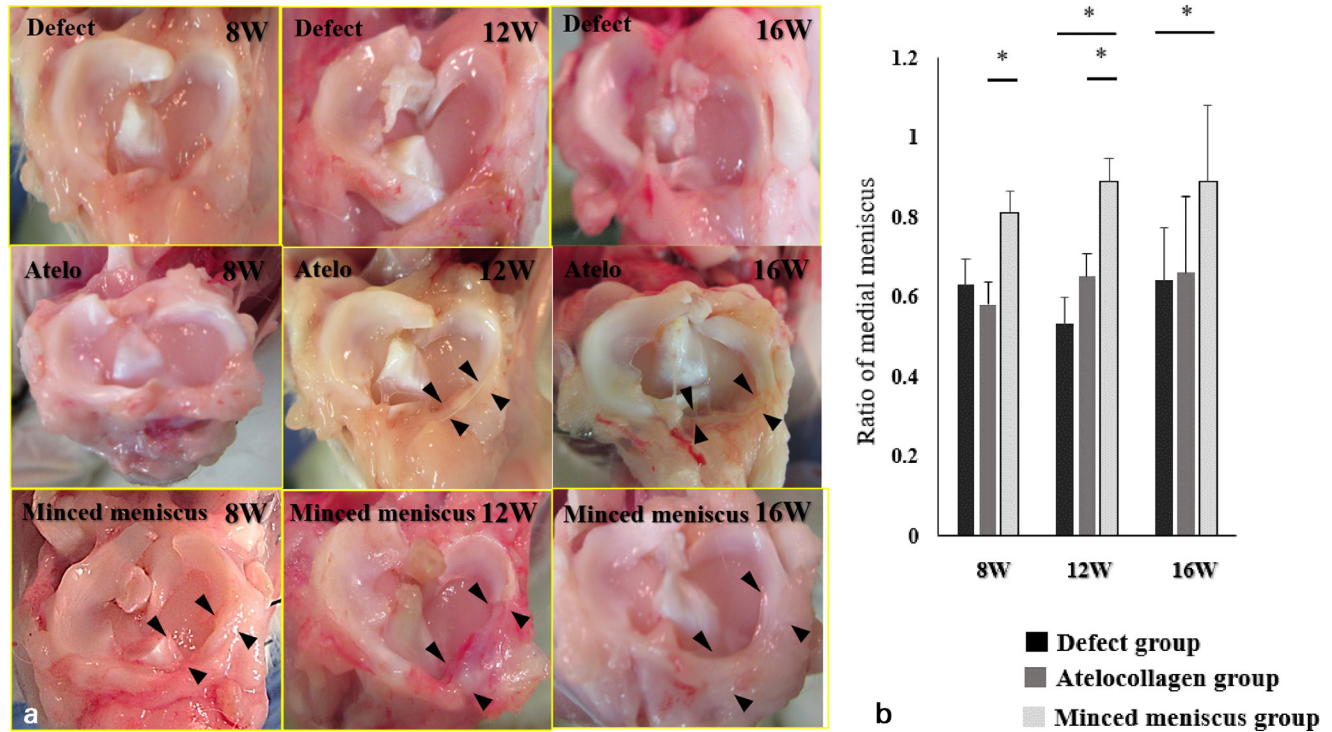 Defect 8W
Defect 12W
Defect 16W
Atelo 8W
Atelo 12W
Atelo 16W
Minced meniscus 8W
Minced meniscus 12W
Minced meniscus 16W
a
* *
* *
Ratio of medial meniscus
1.2
1
0.8
0.6
0.4
0.2
0
8W 12W 16W
Defect group
Atelocollagen group
Minced meniscus group
b